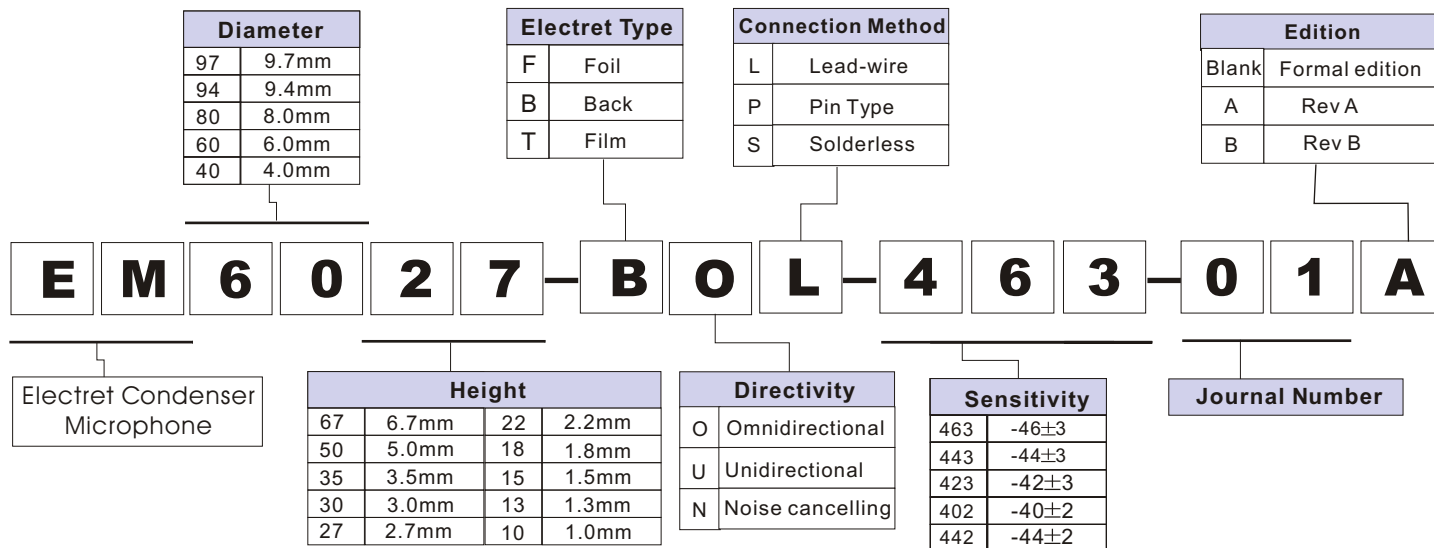 Diameter
97 9.7mm
94 9.4mm
80 8.0mm
60 6.0mm
40 4.0mm
Electret Type
F Foil
B Back
T Film
Connection Method
L Lead-wire
P Pin Type
S Solderless
Edition
Blank Formal edition
A Rev A
B Rev B
E M 6 0 2 7 - B O L - 4 6 3 - 0 1 A
Electret Condenser
Microphone
Height
67 6.7mm 22 2.2mm
50 5.0mm 18 1.8mm
35 3.5mm 15 1.5mm
30 3.0mm 13 1.3mm
27 2.7mm 10 1.0mm
Directivity
O Omnidirectional
U Unidirectional
N Noise cancelling
Sensitivity
463 -46±3
443 -44±3
423 -42±3
402 -40±2
442 -44±2
Journal Number